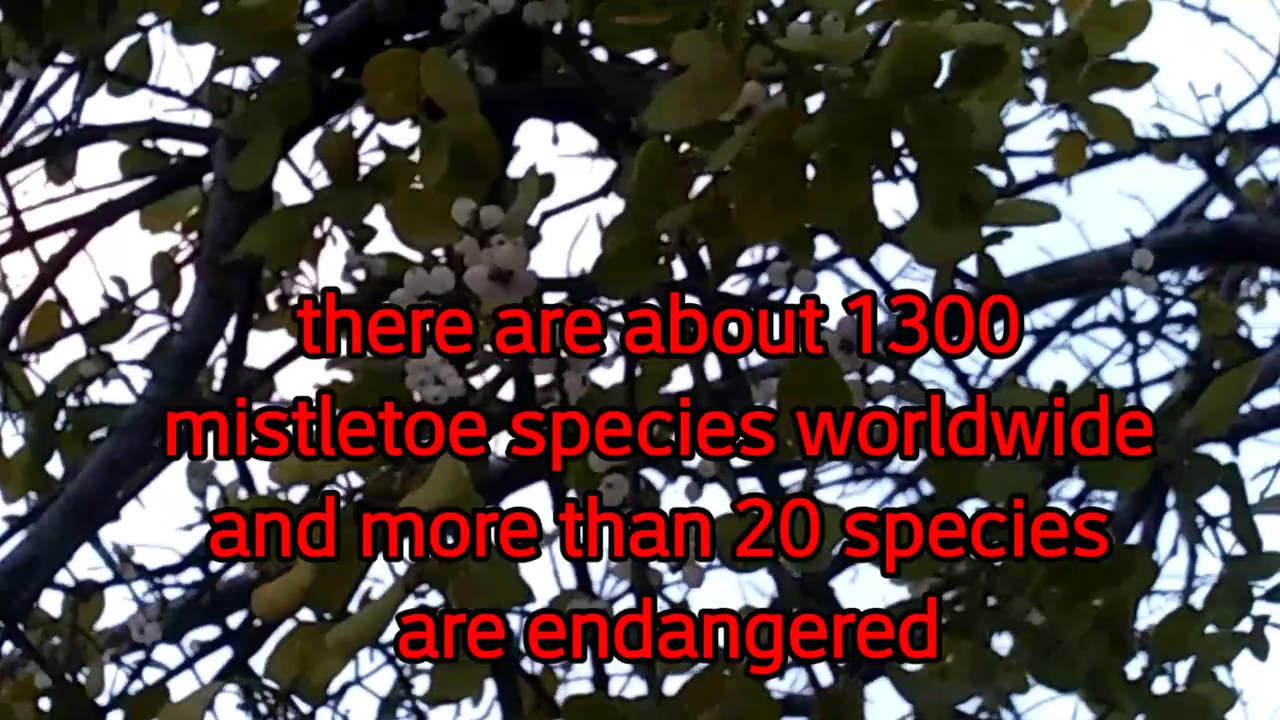 there are about 1300
mistletoe species worldwide
and more than 20 species
are endangered